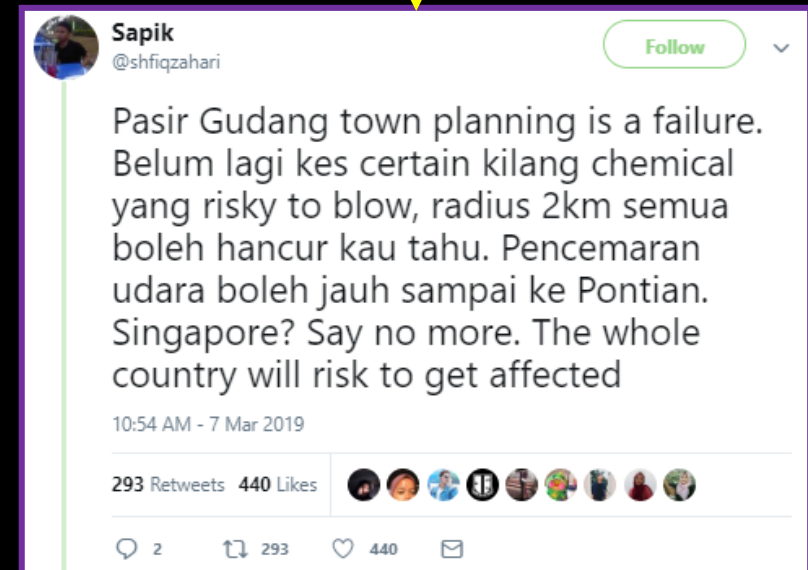 Sapik
@shfiqzahari
Follow
Pasir Gudang town planning is a failure.
Belum lagi kes certain kilang chemical
yang risky to blow, radius 2km semua
boleh hancur kau tahu. Pencemaran
udara boleh jauh sampai ke Pontian.
Singapore? Say no more. The whole
country will risk to get affected
10:54 AM - 7 Mar 2019
293 Retweets 440 Likes
2 293 440